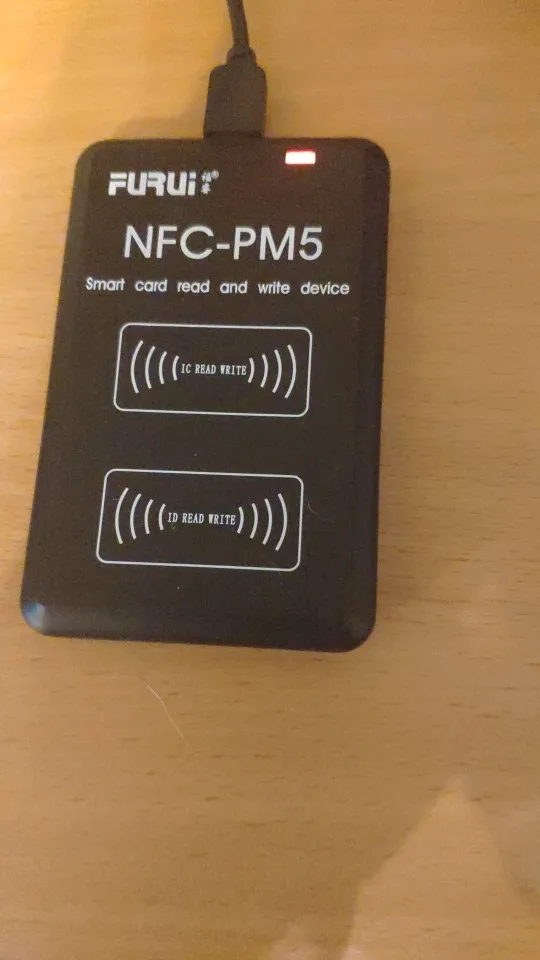 FURUi
NFC-PM5
Smart card read and write device
IC READ WRITE
ID READ WRITE